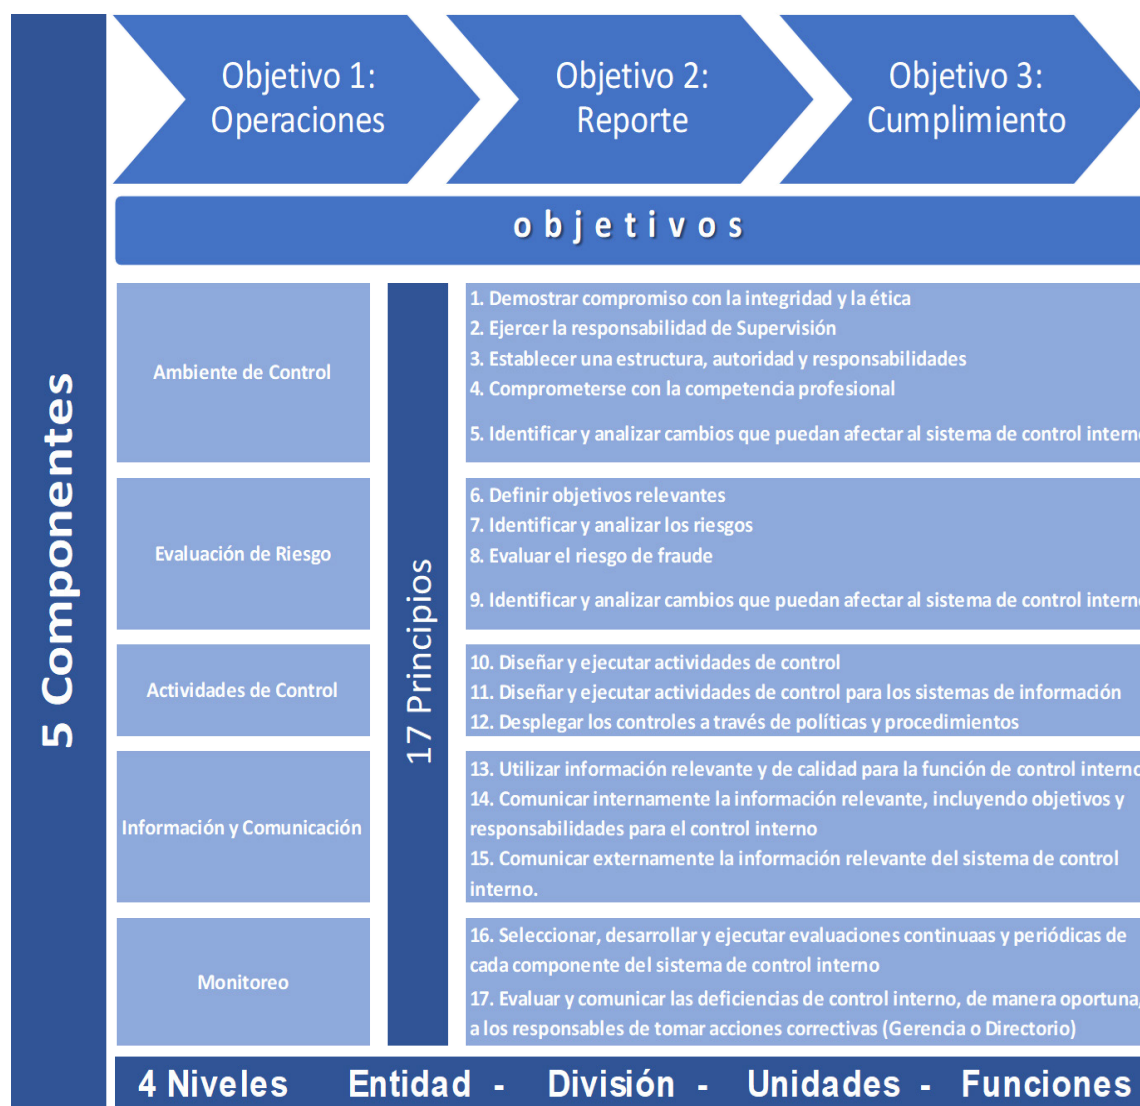 5 Componentes
Objetivo 1:
Operaciones
Objetivo 2:
Reporte
Objetivo 3:
Cumplimiento
objetivos
Ambiente de Control
17 Principios
1. Demostrar compromiso con la integridad y la ética
2. Ejercer la responsabilidad de Supervisión
3. Establecer una estructura, autoridad y responsabilidades
4. Comprometerse con la competencia profesional
5. Identificar y analizar cambios que puedan afectar al sistema de control interno
Evaluación de Riesgo
6. Definir objetivos relevantes
7. Identificar y analizar los riesgos
8. Evaluar el riesgo de fraude
9. Identificar y analizar cambios que puedan afectar al sistema de control interno
Actividades de Control
10. Diseñar y ejecutar actividades de control
11. Diseñar y ejecutar actividades de control para los sistemas de información
12. Desplegar los controles a través de políticas y procedimientos
Información y Comunicación
13. Utilizar información relevante y de calidad para la función de control interno
14. Comunicar internamente la información relevante, incluyendo objetivos y
responsabilidades para el control interno
15. Comunicar externamente la información relevante del sistema de control
interno.
Monitoreo
16. Seleccionar, desarrollar y ejecutar evaluaciones continuaas y periódicas de
cada componente del sistema de control interno
17. Evaluar y comunicar las deficiencias de control interno, de manera oportuna,
a los responsables de tomar acciones correctivas (Gerencia o Directorio)
4 Niveles Entidad - División - Unidades - Funciones